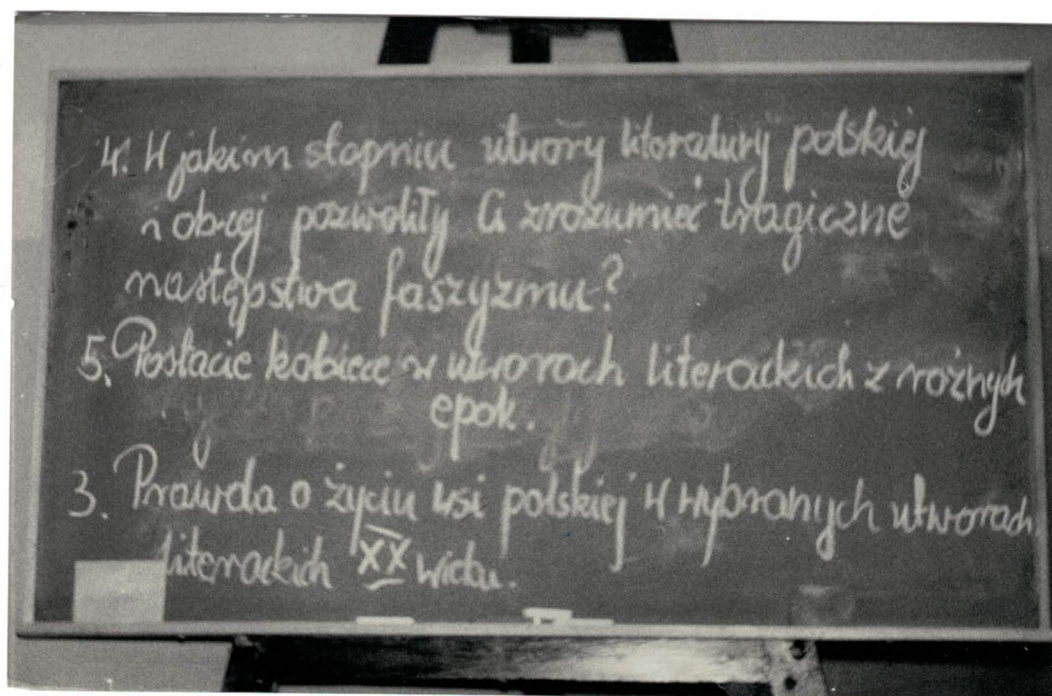 4. W jakim stopniu utwory literatury polskiej
i obcej pozwoliły Ci zrozumieć tragiczne
następstwa faszyzmu?
5. Postacie kobiece w utworach literackich z różnych
epok.
3. Prawda o życiu wsi polskiej w wybranych utworach
literackich XX wieku.